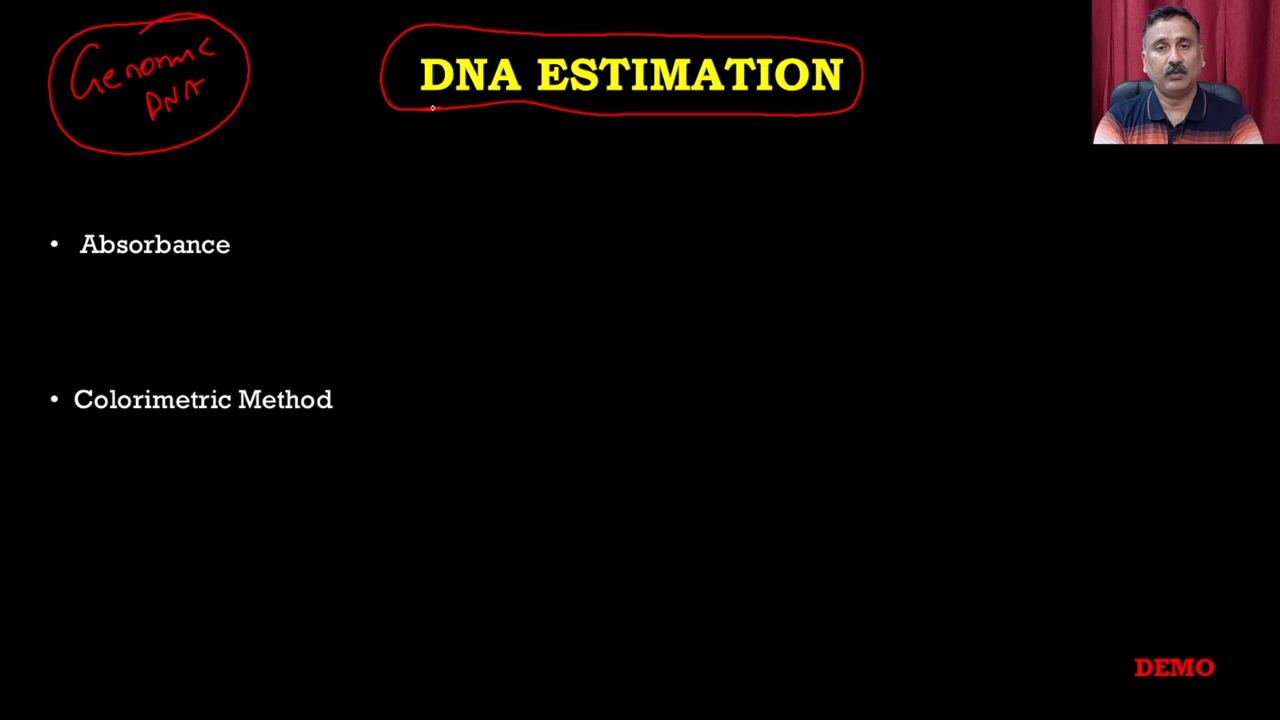 Genomic
DNA
DNA ESTIMATION
• Absorbance
• Colorimetric Method
DEMO